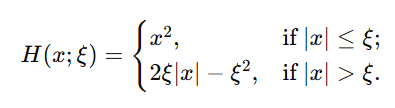 H(x; ξ) = { x², if |x| ≤ ξ;
2ξ|x| − ξ², if |x| > ξ.